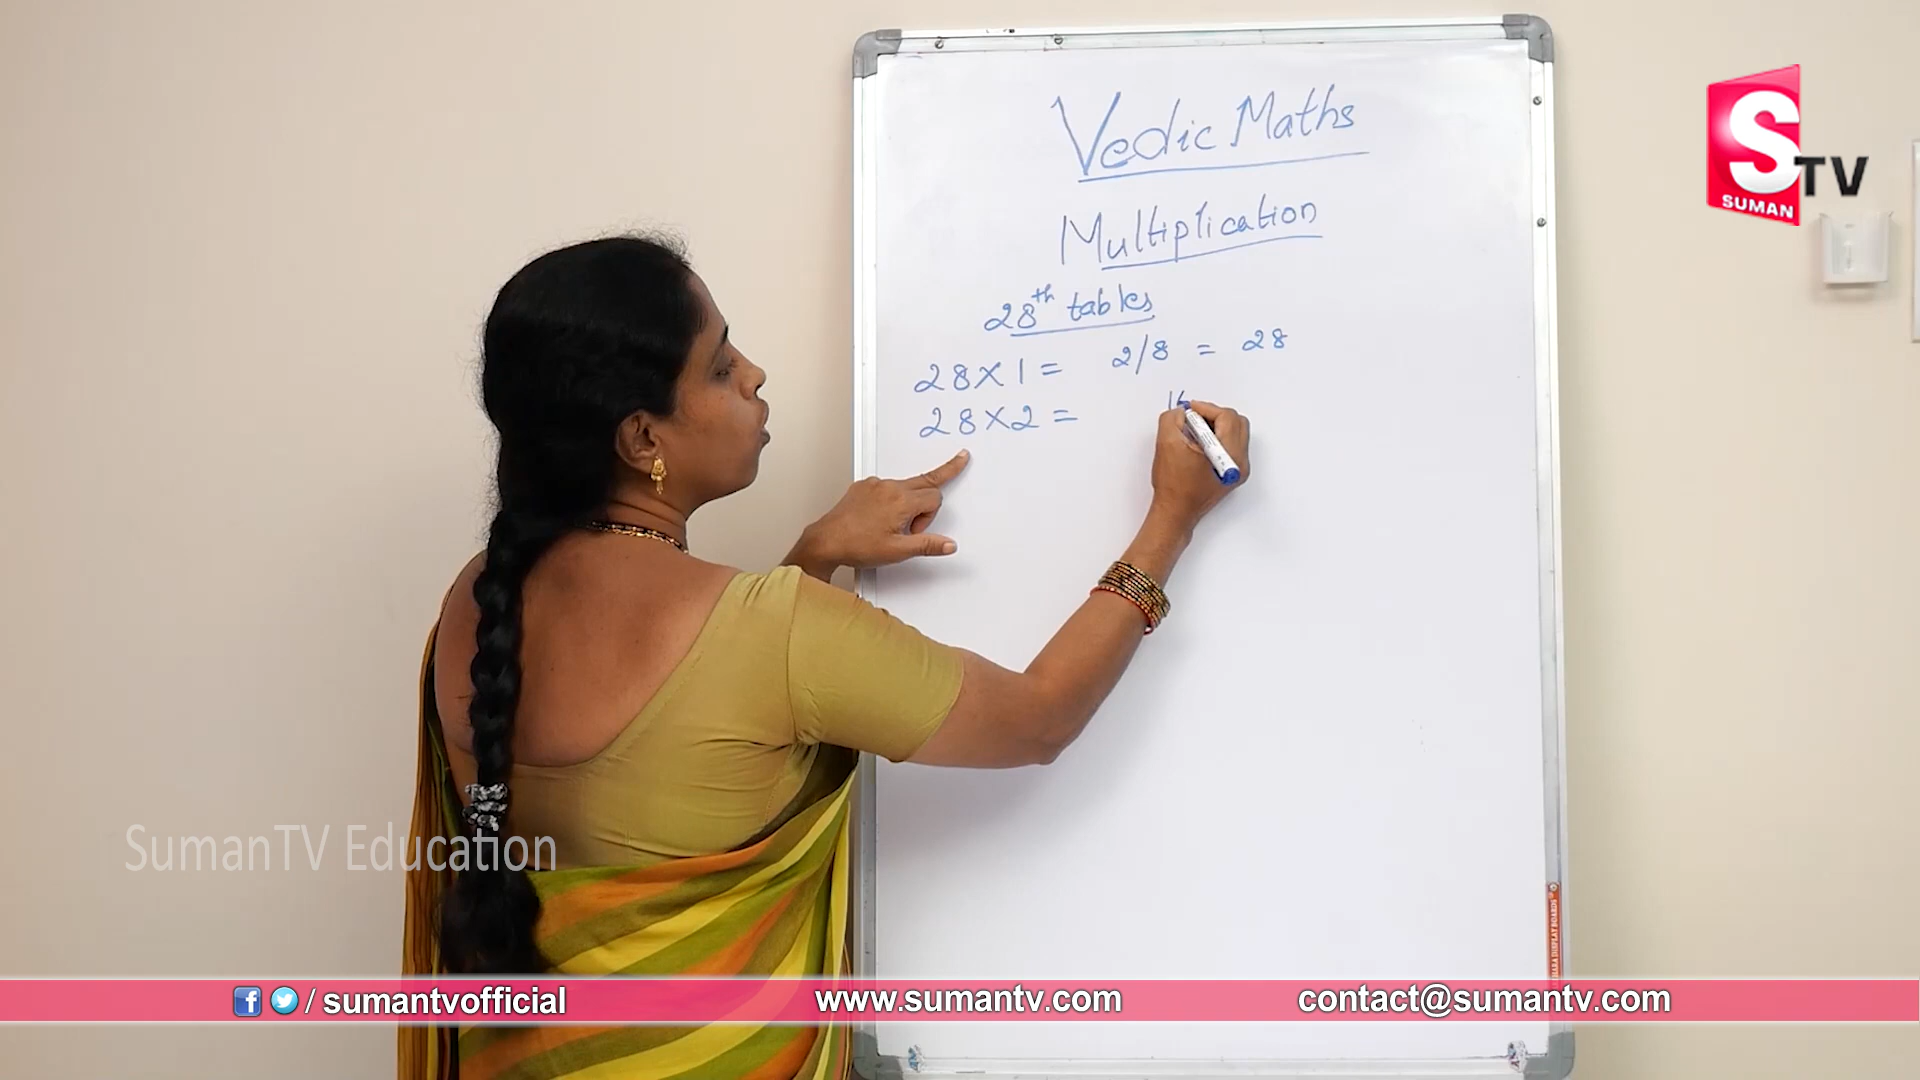 Vedic Maths
Multiplication
28th tables
28×1= 2/8 = 28
28×2= 16
S TV
SUMAN
SumanTV Education
/ sumantvofficial
www.sumantv.com
contact@sumantv.com